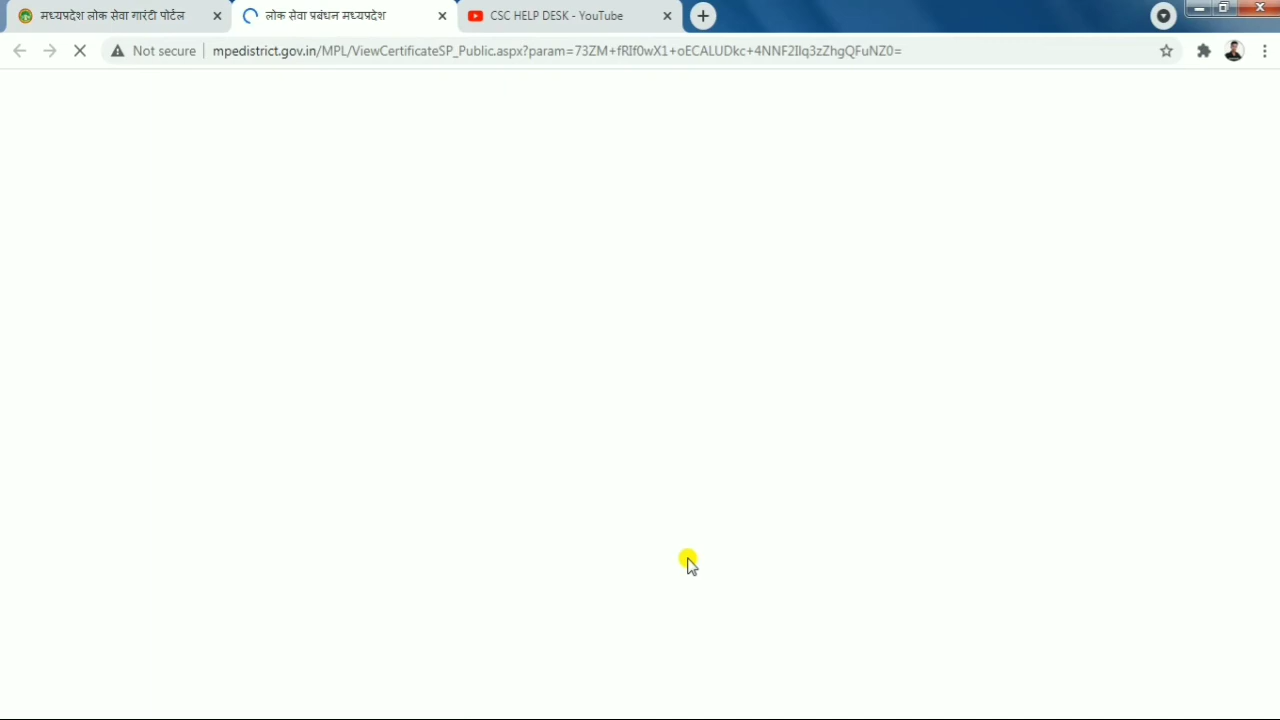 मध्यप्रदेश लोक सेवा गारंटी पोर्टल
लोक सेवा प्रबंधन मध्यप्रदेश
CSC HELP DESK - YouTube
Not secure
mpedistrict.gov.in/MPL/ViewCertificateSP_Public.aspx?param=73ZM+fRIf0wX1+oECALUDkc+4NNF2IIq3zZhgQFuNZ0=